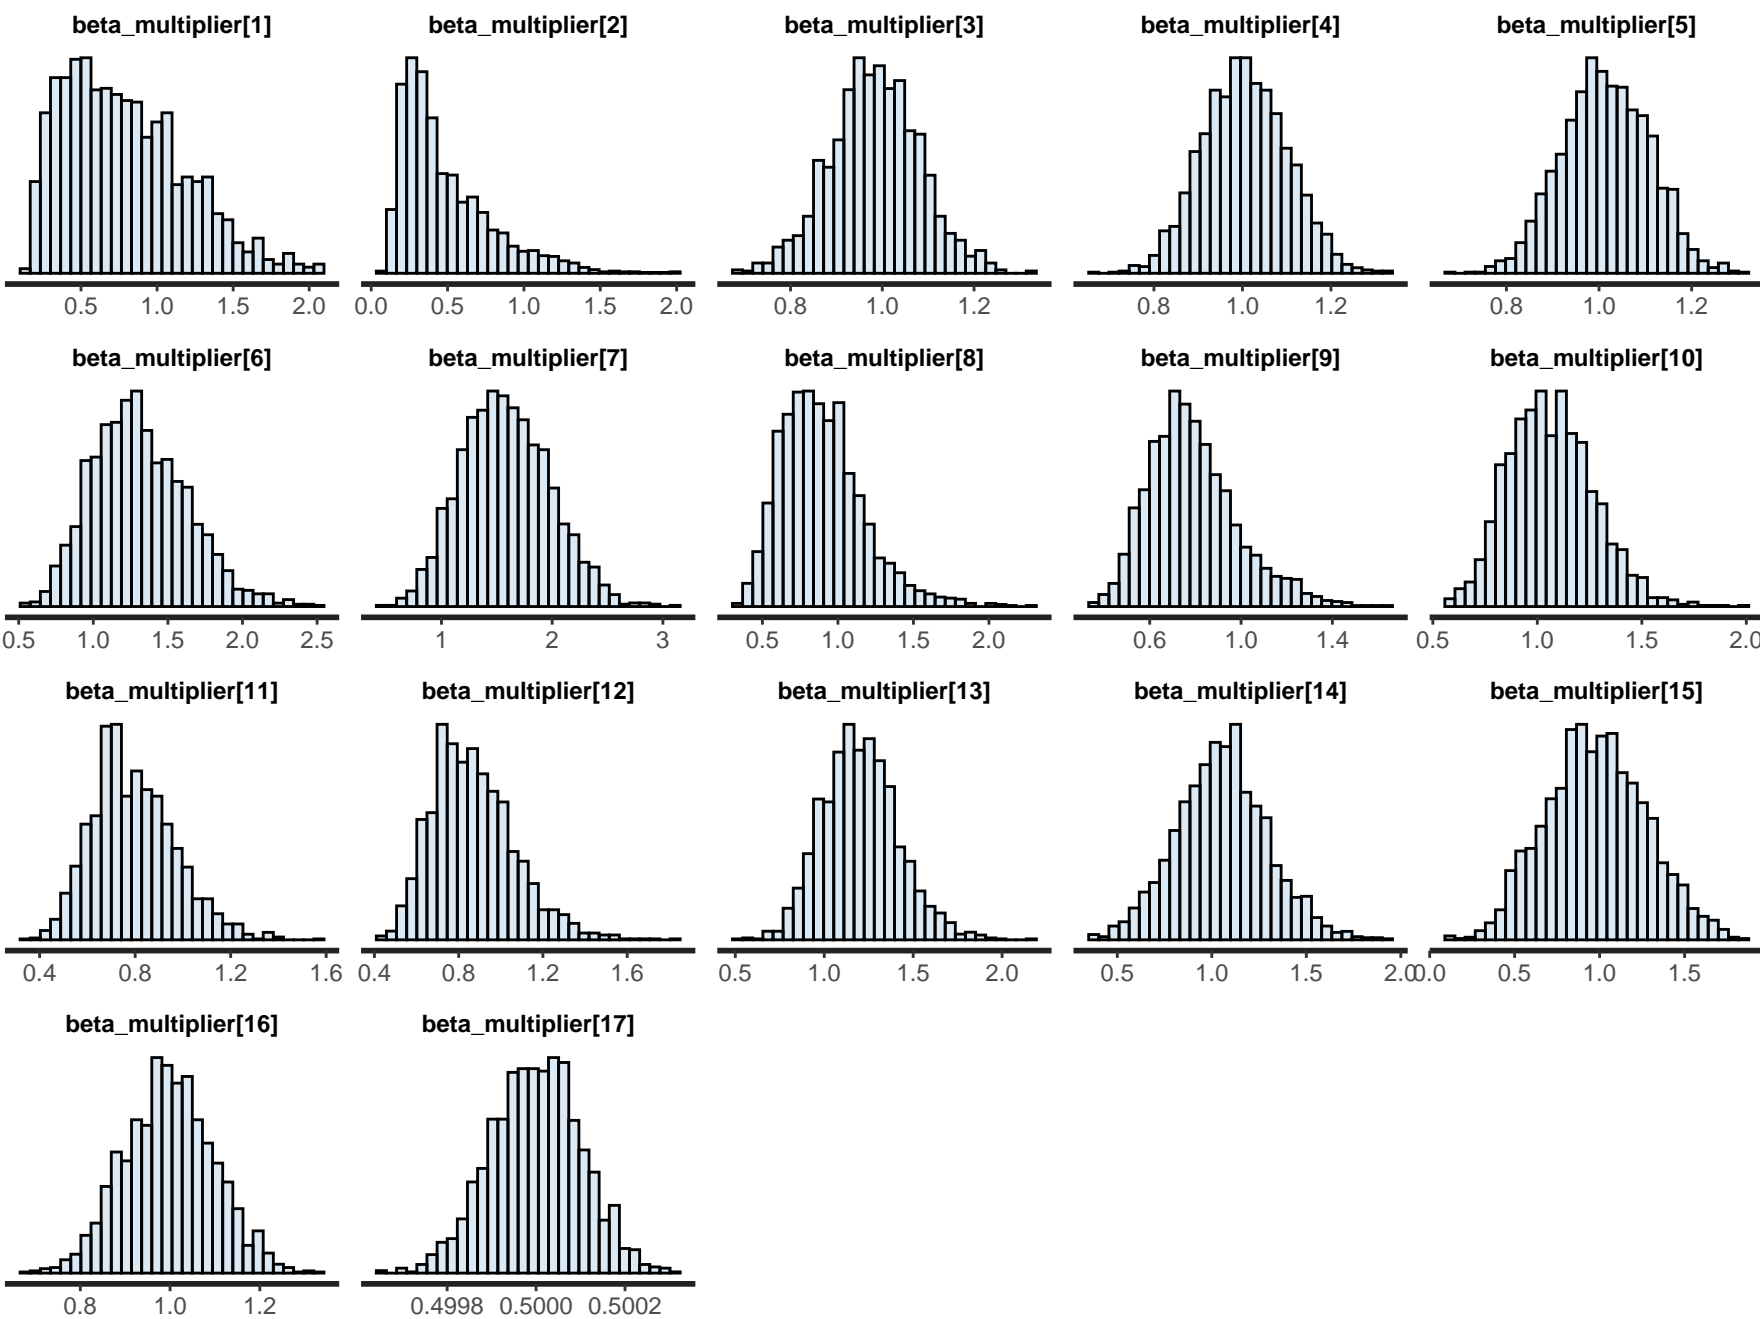 beta_multiplier[1] beta_multiplier[2] beta_multiplier[3] beta_multiplier[4] beta_multiplier[5]
0.5 1.0 1.5 2.0 0.0 0.5 1.0 1.5 2.0 0.8 1.0 1.2 0.8 1.0 1.2 0.8 1.0 1.2
beta_multiplier[6] beta_multiplier[7] beta_multiplier[8] beta_multiplier[9] beta_multiplier[10]
0.5 1.0 1.5 2.0 2.5 1 2 3 0.5 1.0 1.5 2.0 0.6 1.0 1.4 0.5 1.0 1.5 2.0
beta_multiplier[11] beta_multiplier[12] beta_multiplier[13] beta_multiplier[14] beta_multiplier[15]
0.4 0.8 1.2 1.6 0.4 0.8 1.2 1.6 0.5 1.0 1.5 2.0 0.5 1.0 1.5 2.0 0.0 0.5 1.0 1.5
beta_multiplier[16] beta_multiplier[17]
0.8 1.0 1.2 0.4998 0.5000 0.5002